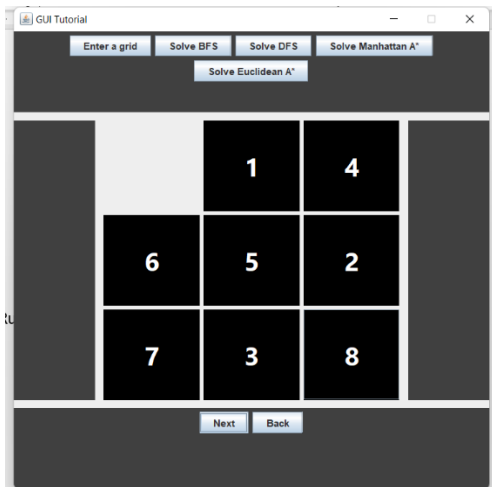 GUI Tutorial
Enter a grid Solve BFS Solve DFS Solve Manhattan A*
Solve Euclidean A*
1 4
6 5 2
7 3 8
Next Back